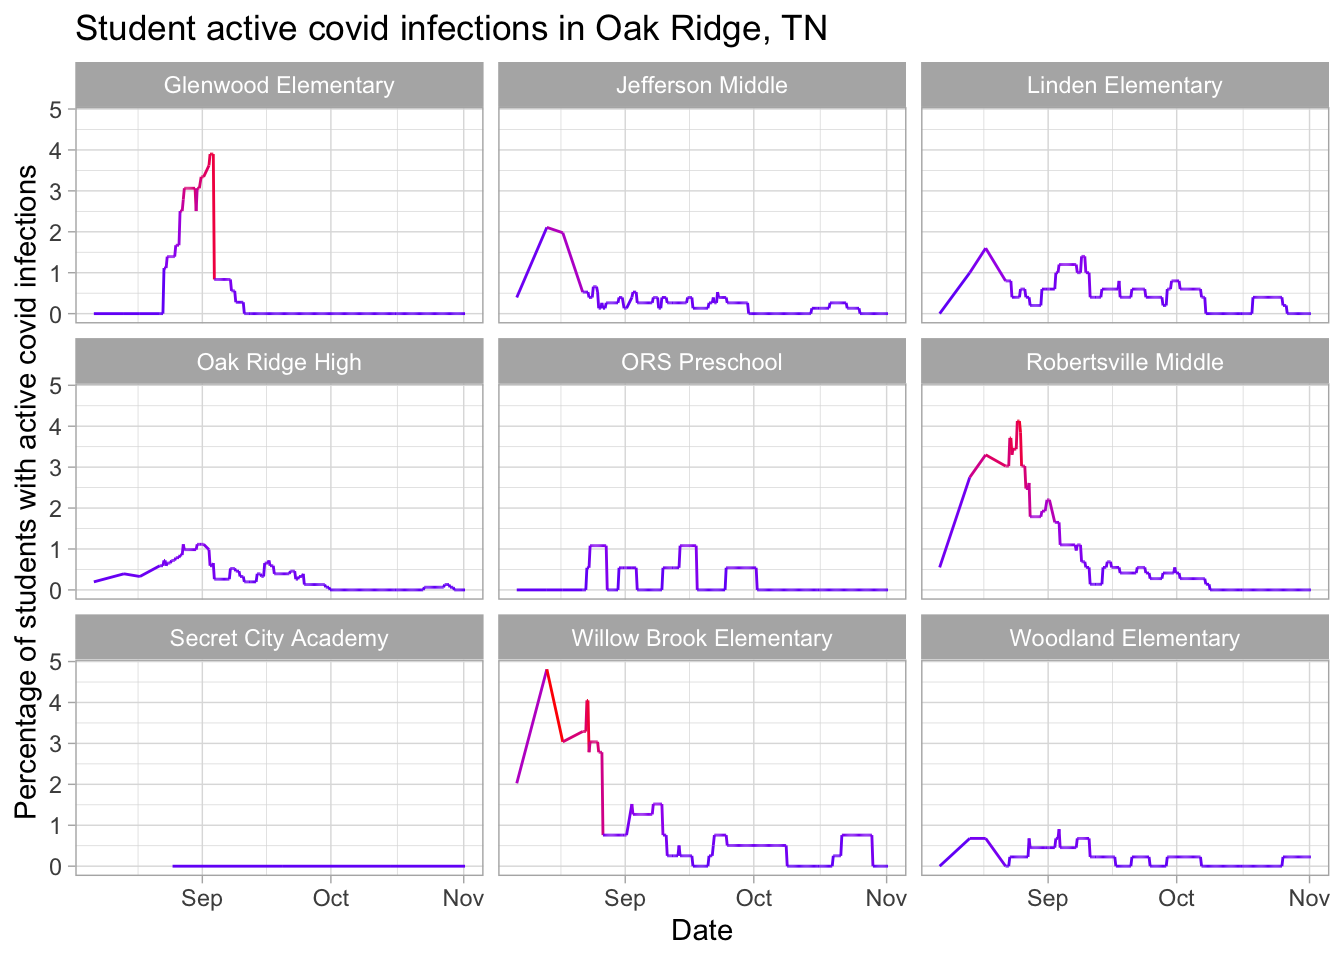 Student active covid infections in Oak Ridge, TN
Percentage of students with active covid infections
Glenwood Elementary
Jefferson Middle
Linden Elementary
5
4
3
2
1
0
Oak Ridge High
ORS Preschool
Robertsville Middle
5
4
3
2
1
0
Secret City Academy
Willow Brook Elementary
Woodland Elementary
5
4
3
2
1
0
Sep Oct Nov
Sep Oct Nov
Sep Oct Nov
Date